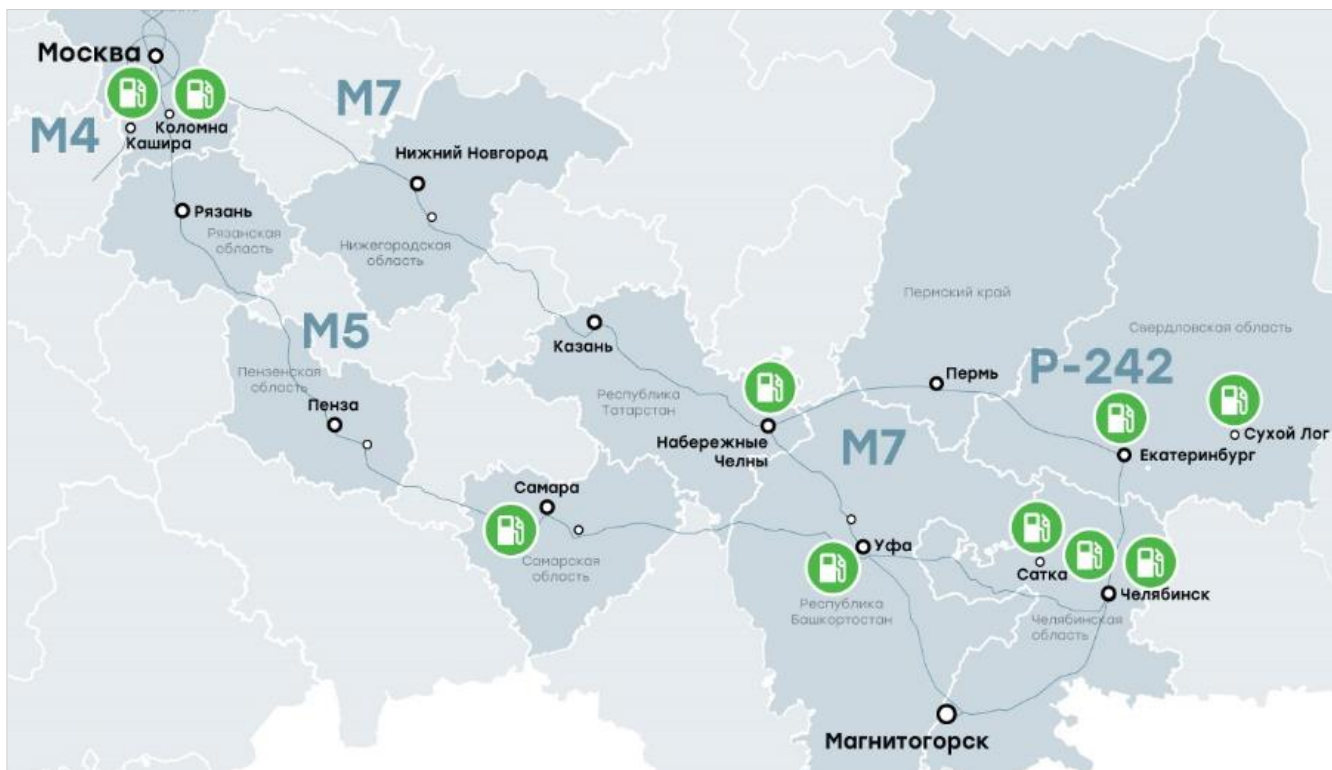 Москва
М7
М4
Коломна
Кашира
Нижний Новгород
Рязань
Рязанская
область
Нижегородская
область
Пермский край
М5
Свердловская область
Казань
Р-242
Пензенская
область
Пермь
Республика
Татарстан
Пенза
Набережные
Челны
М7
Сухой Лог
Екатеринбург
Самара
Уфа
Самарская
область
Сатка
Челябинск
Республика
Башкортостан
Челябинская
область
Магнитогорск